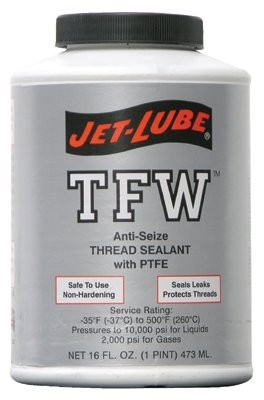 JET-LUBE®
TFW™
Anti-Seize
THREAD SEALANT
with PTFE
Safe To Use
Non-Hardening
Seals Leaks
Protects Threads
Service Rating:
-35°F (-37°C) to 500°F (260°C)
Pressures to 10,000 psi for Liquids
2,000 psi for Gases
NET 16 FL. OZ. (1 PINT) 473 ML.